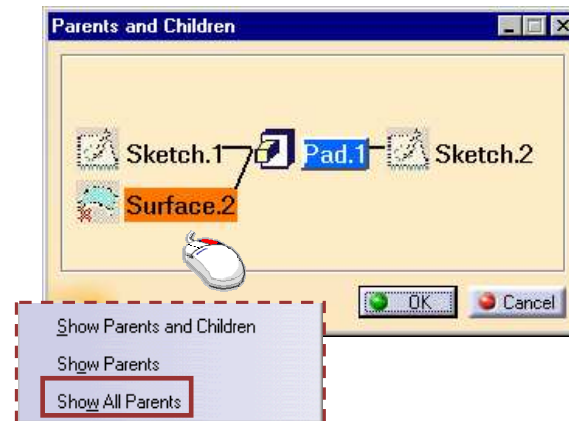 Parents and Children
Sketch.1 Pad.1 Sketch.2
Surface.2
OK Cancel
Show Parents and Children
Show Parents
Show All Parents